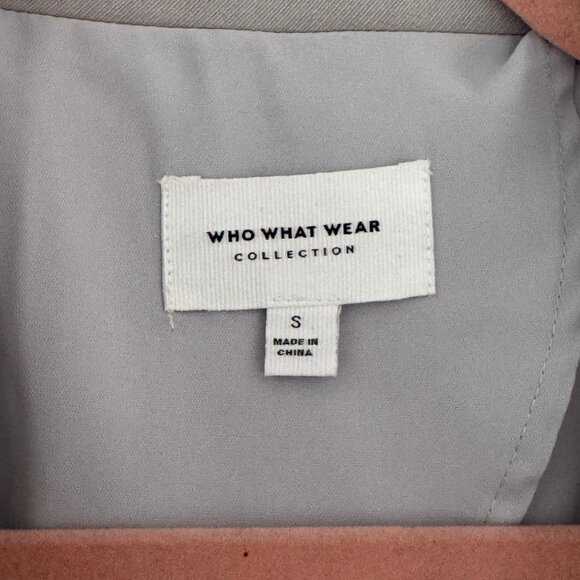 WHO WHAT WEAR
COLLECTION
S
MADE IN
CHINA